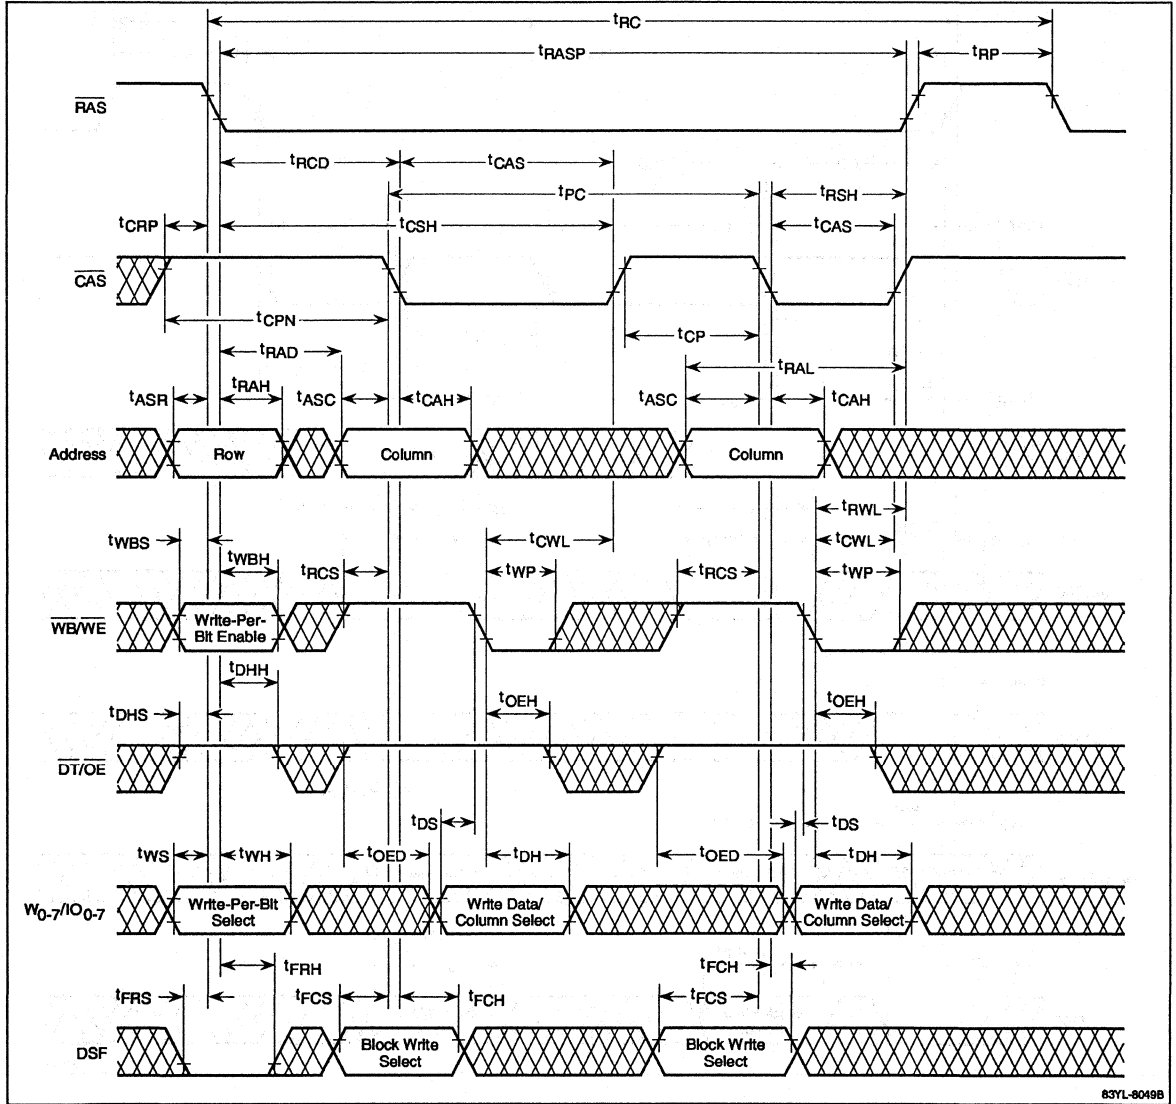 tRC
tRASP
tRP
RAS
tRCD
tCAS
tPC
tRSH
tCRP
tCSH
tCAS
CAS
tCPN
tCP
tRAD
tRAL
tASR
tRAH
tASC
tCAH
tASC
tCAH
Address
Row
Column
Column
tRWL
tWBS
tCWL
tCWL
tWBH
tRCS
tWP
tRCS
tWP
WB/WE
Write-Per-
Bit Enable
tDHH
tOEH
tOEH
tDHS
DT/OE
tDS
tDS
tWS
tWH
tOED
tDH
tOED
tDH
W0-7/IO0-7
Write-Per-Bit
Select
Write Data/
Column Select
Write Data/
Column Select
tFRH
tFCH
tFRS
tFCS
tFCH
tFCS
DSF
Block Write
Select
Block Write
Select
83YL-8049B